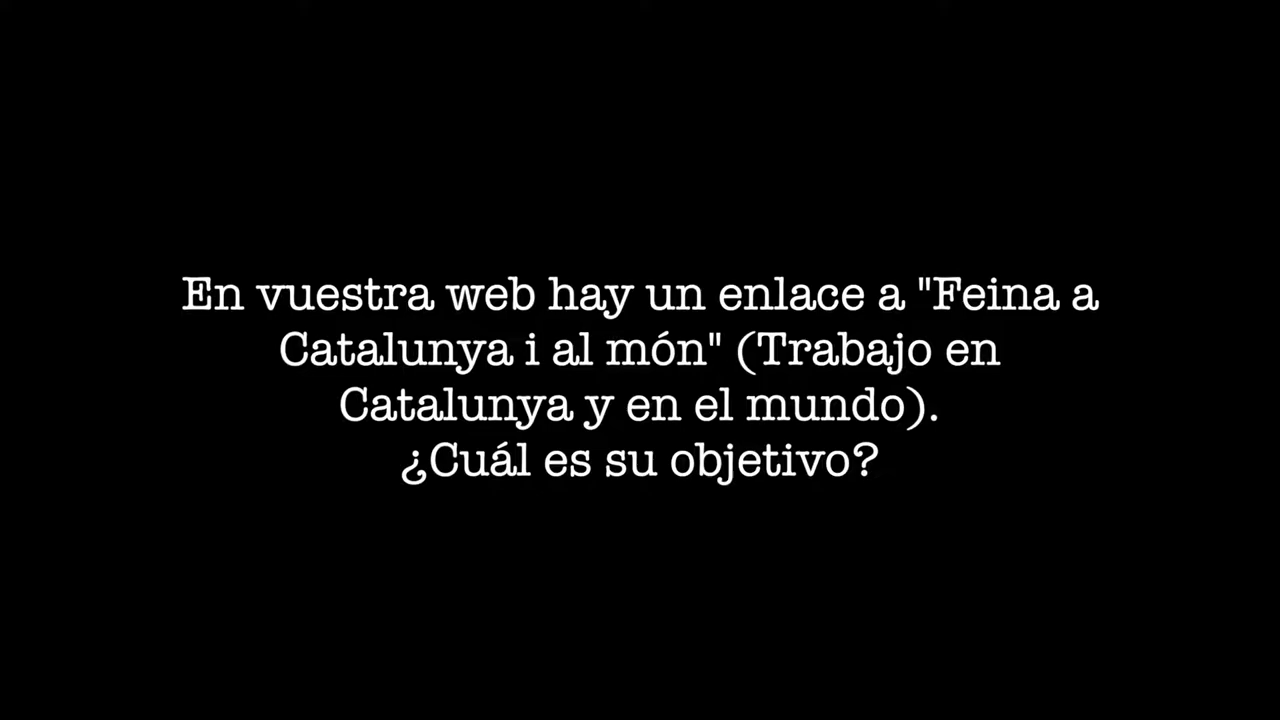 En vuestra web hay un enlace a "Feina a
Catalunya i al món" (Trabajo en
Catalunya y en el mundo).
¿Cuál es su objetivo?